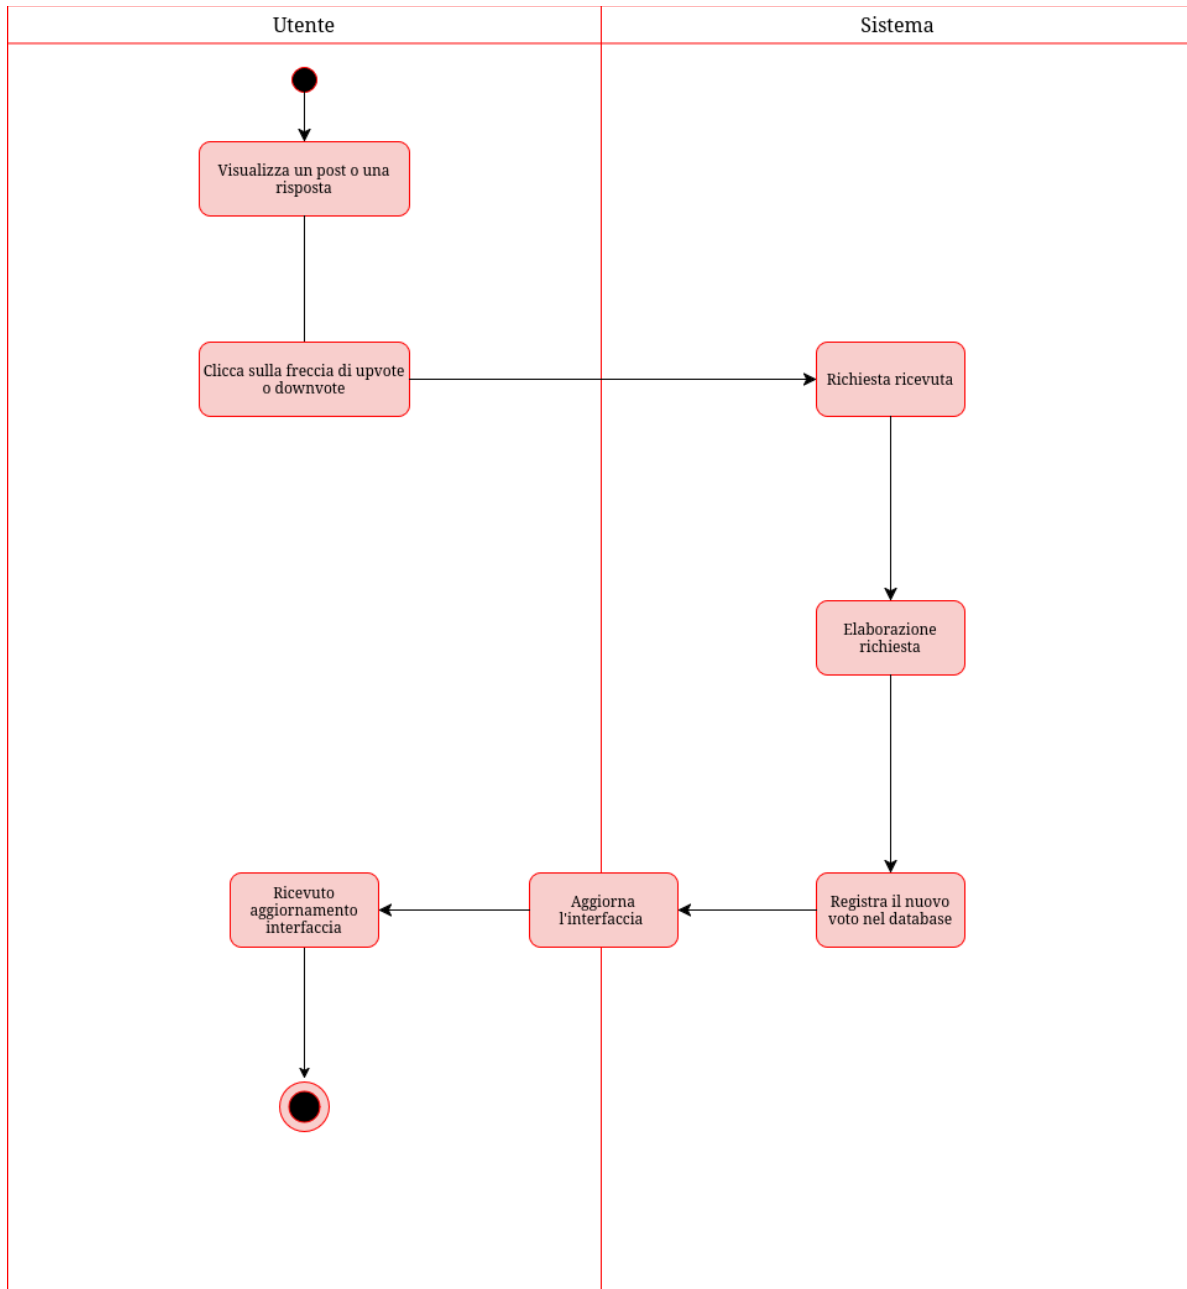 Utente
Sistema
Visualizza un post o una
risposta
Clicca sulla freccia di upvote
o downvote
Richiesta ricevuta
Elaborazione
richiesta
Registra il nuovo
voto nel database
Aggiorna
l'interfaccia
Ricevuto
aggiornamento
interfaccia